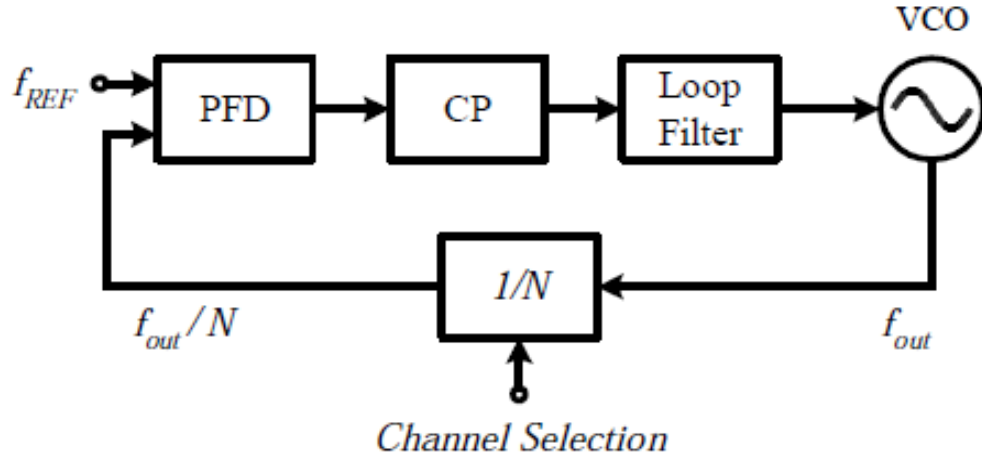 VCO
f_REF
PFD
CP
Loop
Filter
1/N
f_out / N
f_out
Channel Selection